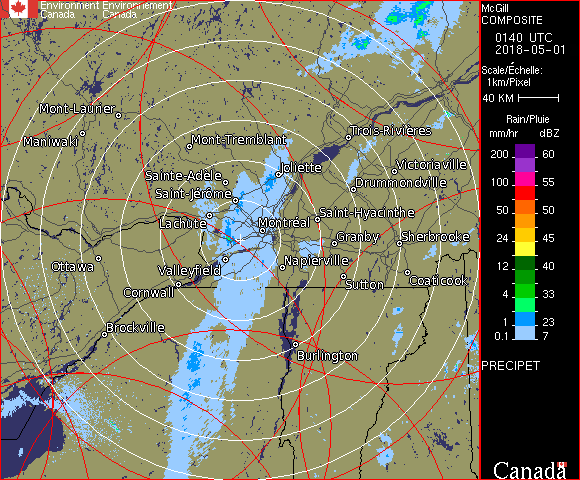 Environment Environnement
Canada Canada
McGill
COMPOSITE
0140 UTC
2018-05-01
Scale/Échelle:
1km/Pixel
40 KM
Rain/Pluie
mm/hr dBZ
200 60
100 55
50 50
24 45
12 40
4 33
1 23
0.1 7
PRECIPET
Canada
Mont-Laurier
Maniwaki
Mont-Tremblant
Trois-Rivières
Joliette
Victoriaville
Sainte-Adèle
Drummondville
Saint-Jérôme
Saint-Hyacinthe
Lachute
Montréal
Granby
Sherbrooke
Ottawa
Valleyfield
Napierville
Coaticook
Sutton
Cornwall
Brockville
Burlington